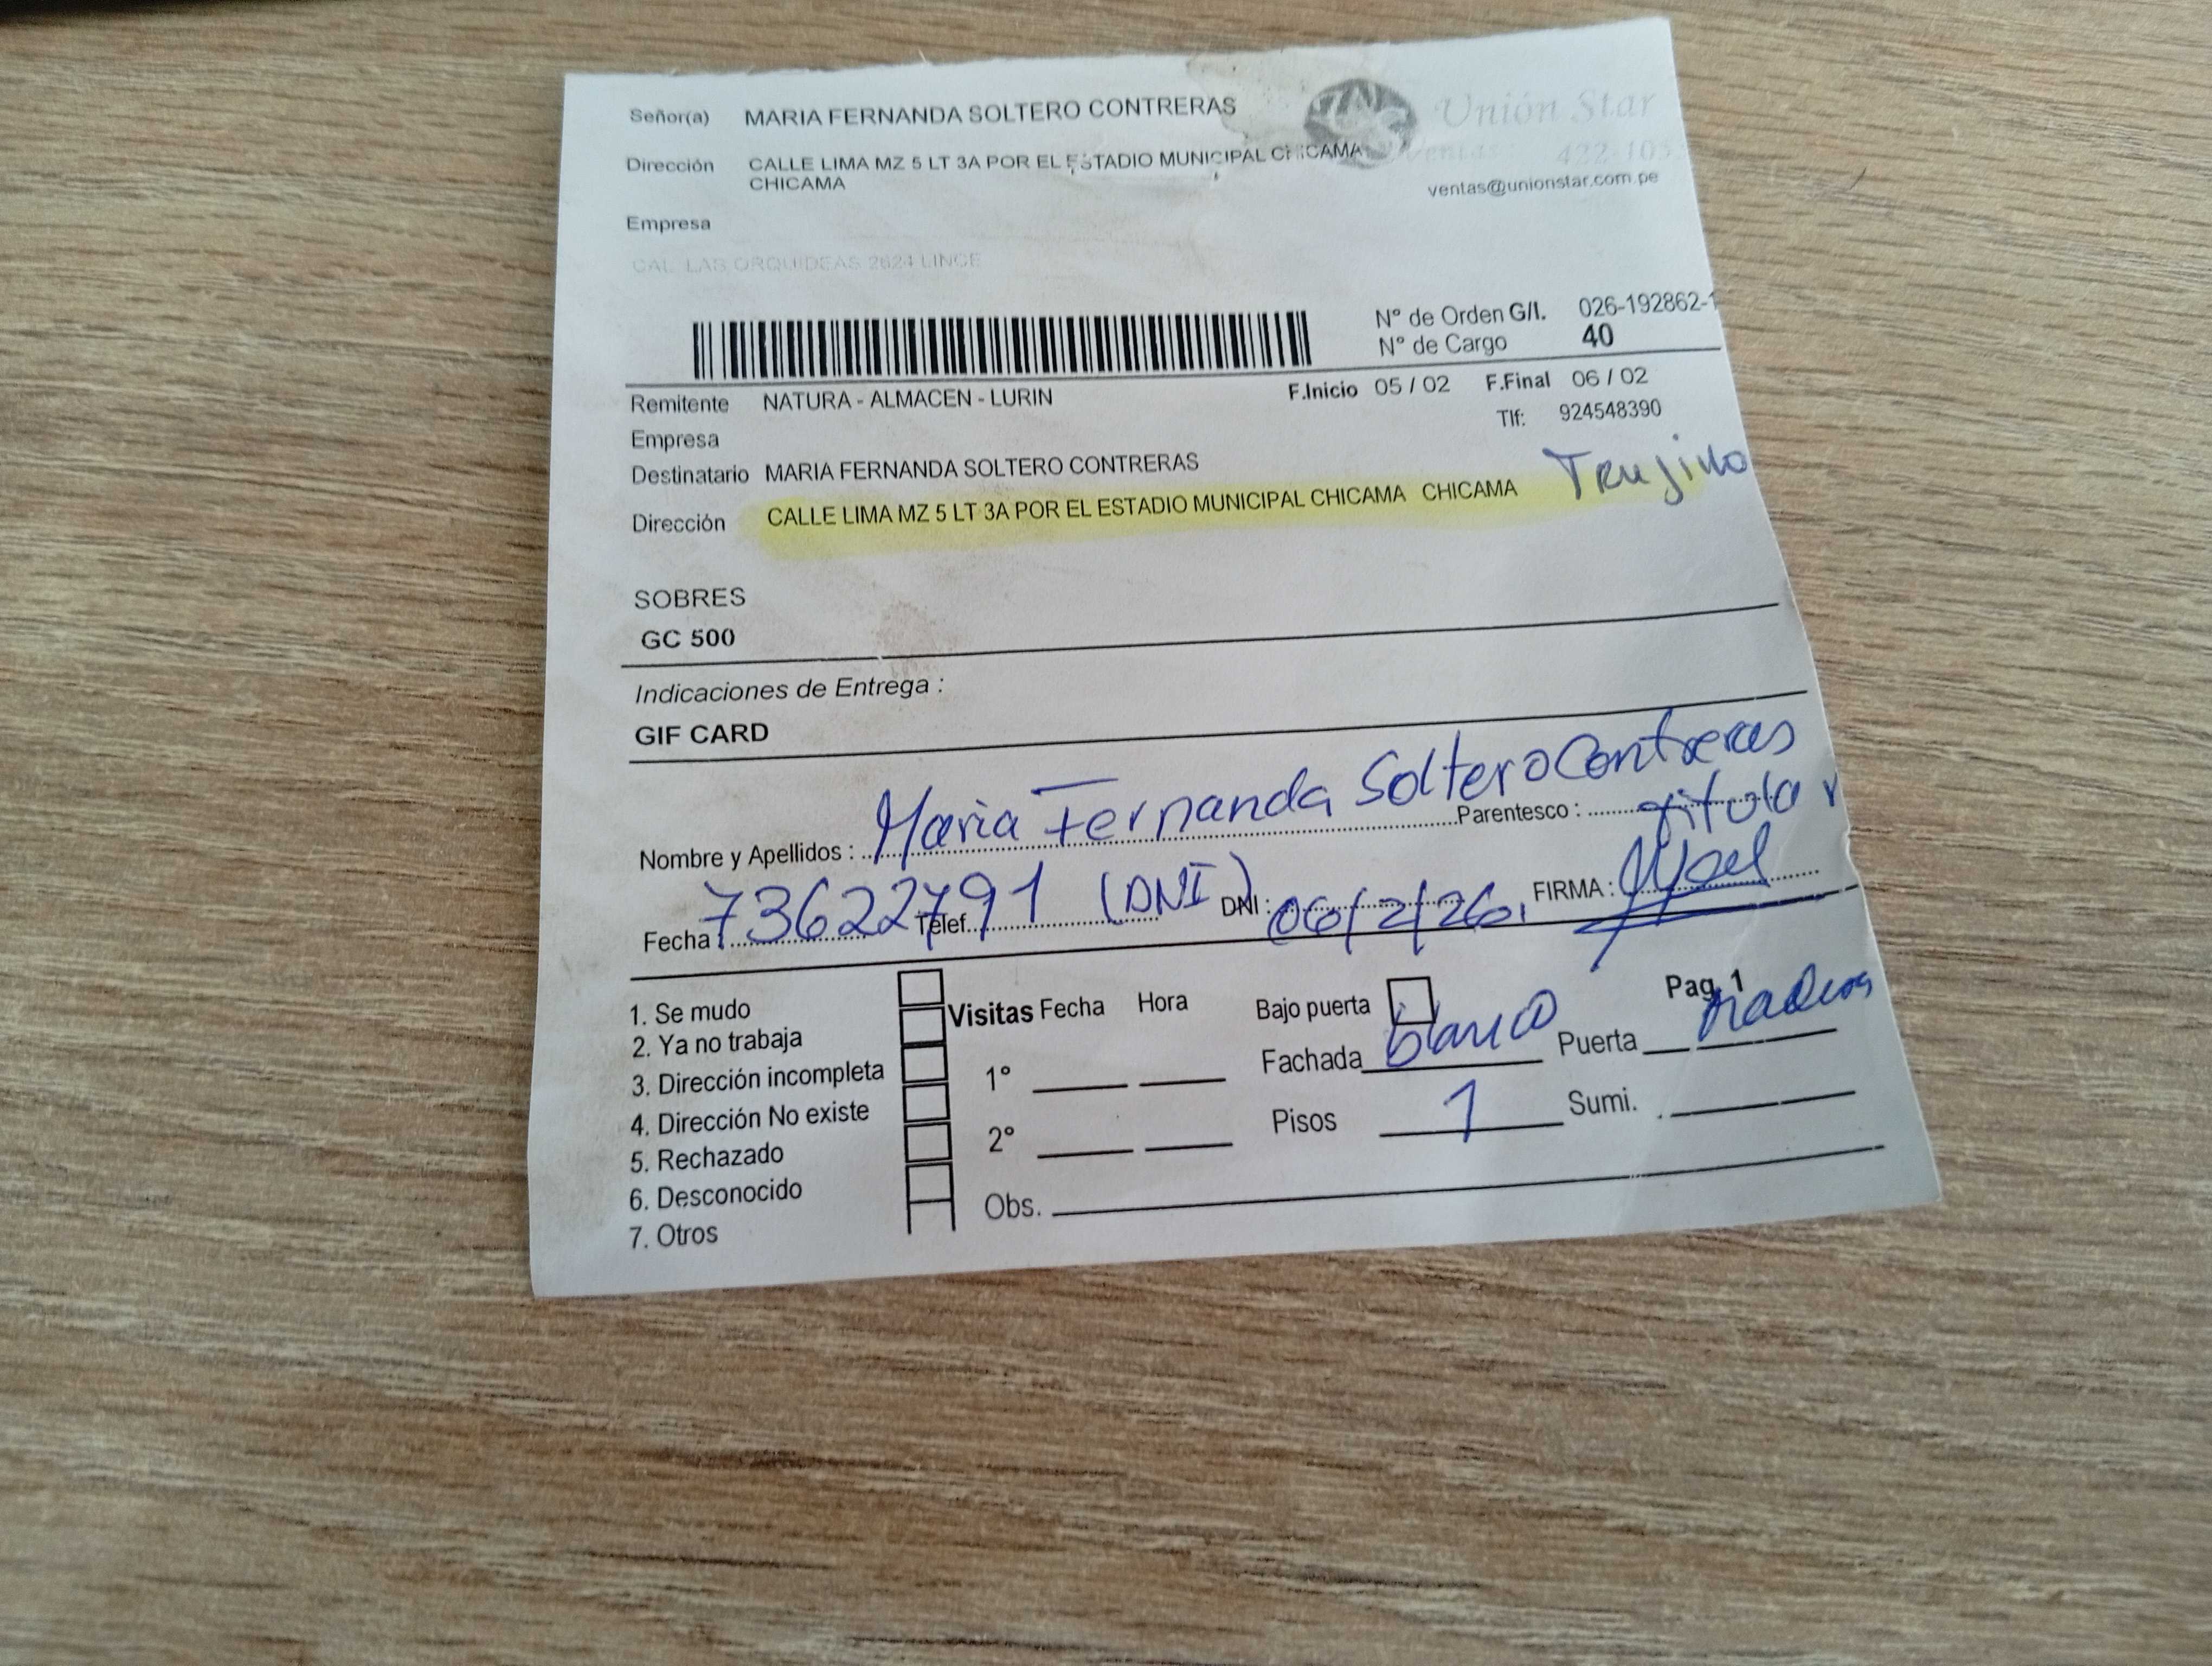 Señor(a) MARIA FERNANDA SOLTERO CONTRERAS
Unión Star
Dirección CALLE LIMA MZ 5 LT 3A POR EL ESTADIO MUNICIPAL CHICAMA
Ventas: 422-105
CHICAMA
ventas@unionstar.com.pe
Empresa
CAL. LAS ORQUIDEAS 2624 LINCE
N° de Orden G/I. 026-192862-1
N° de Cargo 40
Remitente NATURA - ALMACEN - LURIN F.Inicio 05 / 02 F.Final 06 / 02
Empresa Tlf: 924548390
Destinatario MARIA FERNANDA SOLTERO CONTRERAS
Dirección CALLE LIMA MZ 5 LT 3A POR EL ESTADIO MUNICIPAL CHICAMA CHICAMA Trujillo
SOBRES
GC 500
Indicaciones de Entrega :
GIF CARD
Nombre y Apellidos : Maria Fernanda Soltero Contreras Parentesco : titular
Fecha : 73622791 Telef. (DNI) DNI : 06/2/26. FIRMA :
Pag. 1
1. Se mudo
2. Ya no trabaja
3. Dirección incompleta
4. Dirección No existe
5. Rechazado
6. Desconocido
7. Otros
Visitas Fecha Hora
1°
2°
Obs.
Bajo puerta
Fachada blanco Puerta
Pisos 1 Sumi.